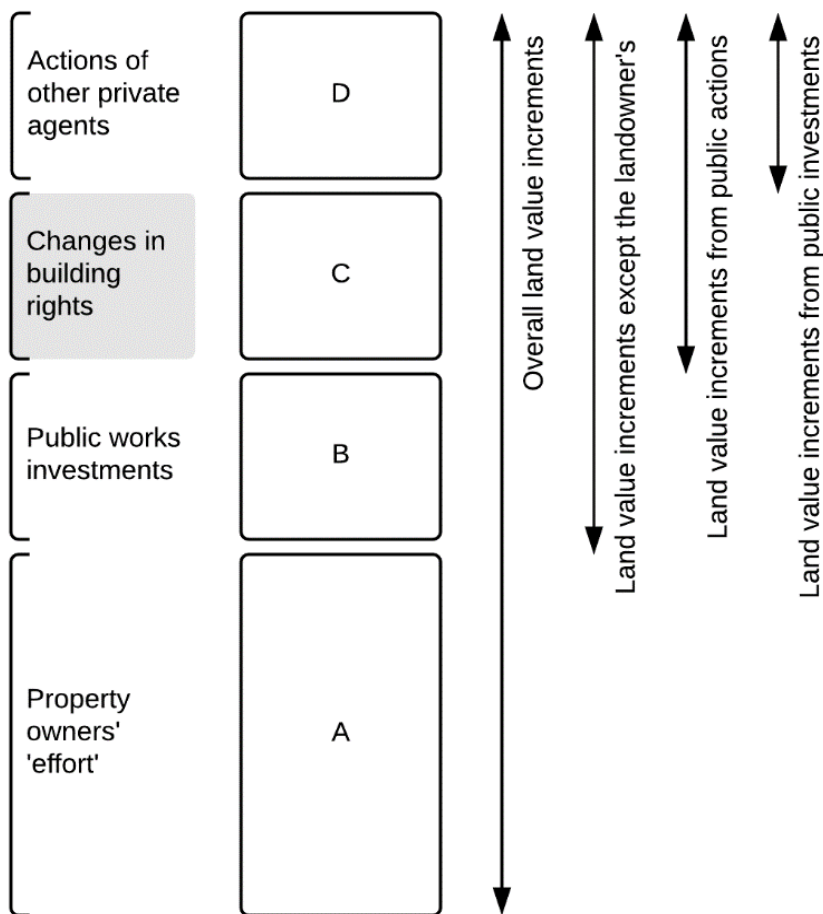 Actions of
other private
agents
D
Changes in
building
rights
C
Public works
investments
B
Property
owners'
'effort'
A
Overall land value increments
Land value increments except the landowner's
Land value increments from public actions
Land value increments from public investments